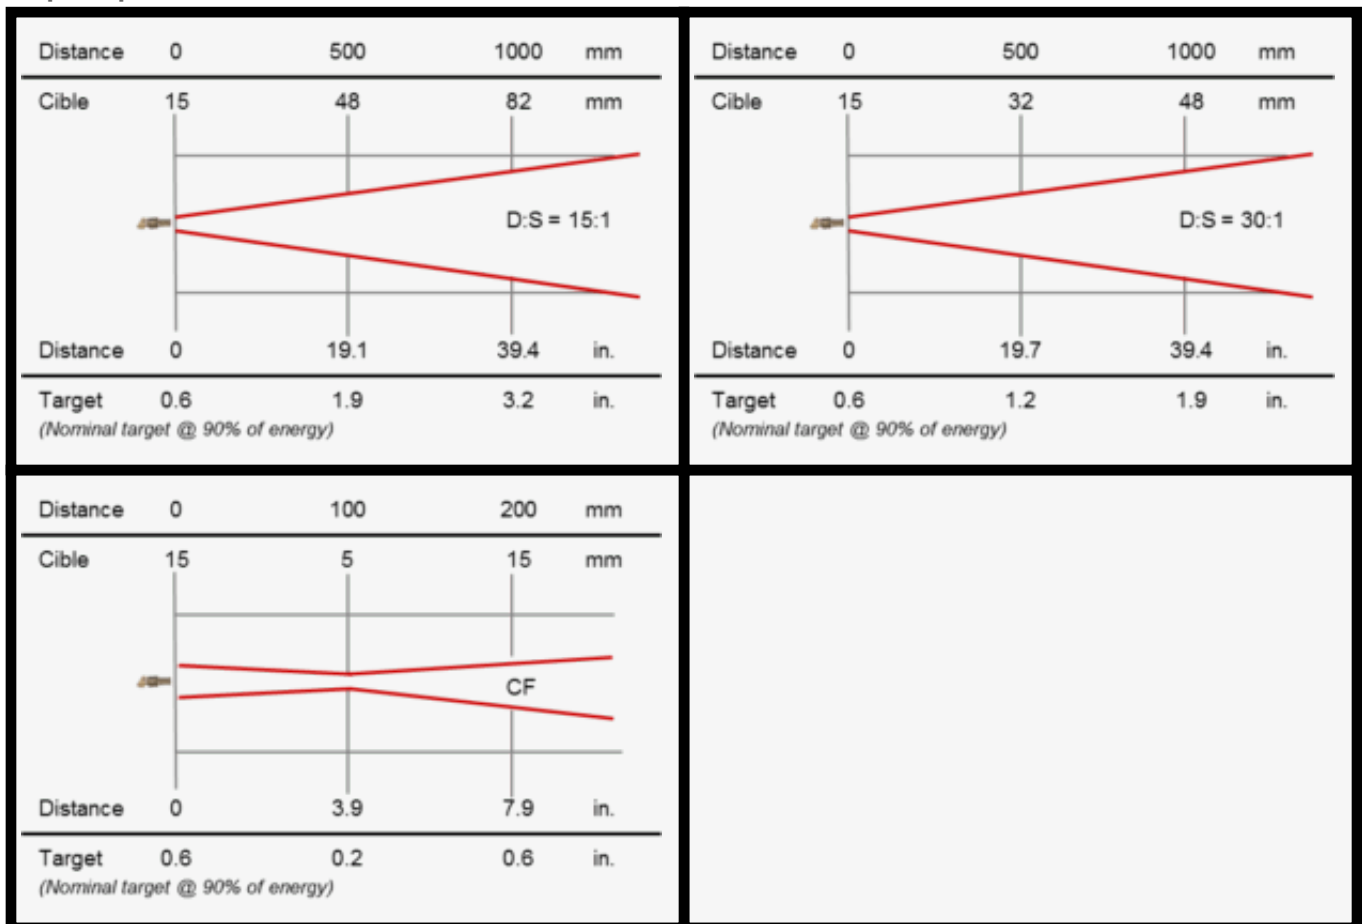 Distance 0 500 1000 mm
Cible 15 48 82 mm
D:S = 15:1
Distance 0 19.1 39.4 in.
Target 0.6 1.9 3.2 in.
(Nominal target @ 90% of energy)
Distance 0 500 1000 mm
Cible 15 32 48 mm
D:S = 30:1
Distance 0 19.7 39.4 in.
Target 0.6 1.2 1.9 in.
(Nominal target @ 90% of energy)
Distance 0 100 200 mm
Cible 15 5 15 mm
CF
Distance 0 3.9 7.9 in.
Target 0.6 0.2 0.6 in.
(Nominal target @ 90% of energy)